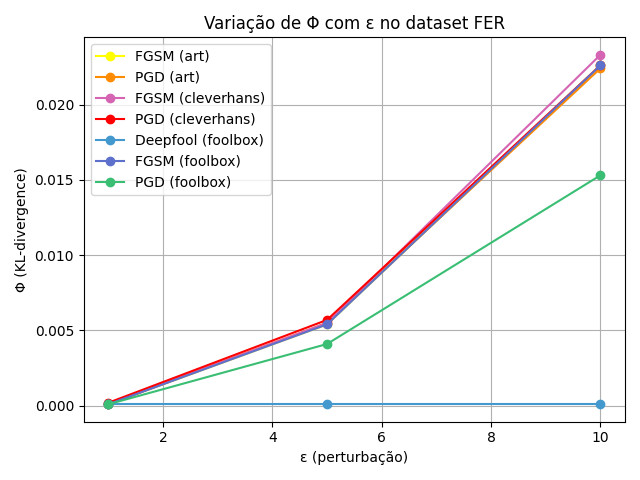 Variação de Φ com ε no dataset FER
FGSM (art)
PGD (art)
FGSM (cleverhans)
PGD (cleverhans)
Deepfool (foolbox)
FGSM (foolbox)
PGD (foolbox)
Φ (KL-divergence)
0.020
0.015
0.010
0.005
0.000
2
4
6
8
10
ε (perturbação)